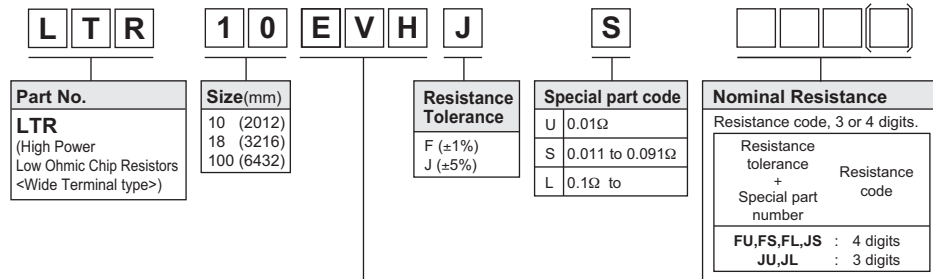 L T R 1 0 E V H J S
Part No.
LTR
(High Power
Low Ohmic Chip Resistors
<Wide Terminal type>)
Size(mm)
10 (2012)
18 (3216)
100 (6432)
Resistance
Tolerance
F (±1%)
J (±5%)
Special part code
U 0.01Ω
S 0.011 to 0.091Ω
L 0.1Ω to
Nominal Resistance
Resistance code, 3 or 4 digits.
Resistance
tolerance
+
Special part
number
Resistance
code
FU,FS,FL,JS : 4 digits
JU,JL : 3 digits